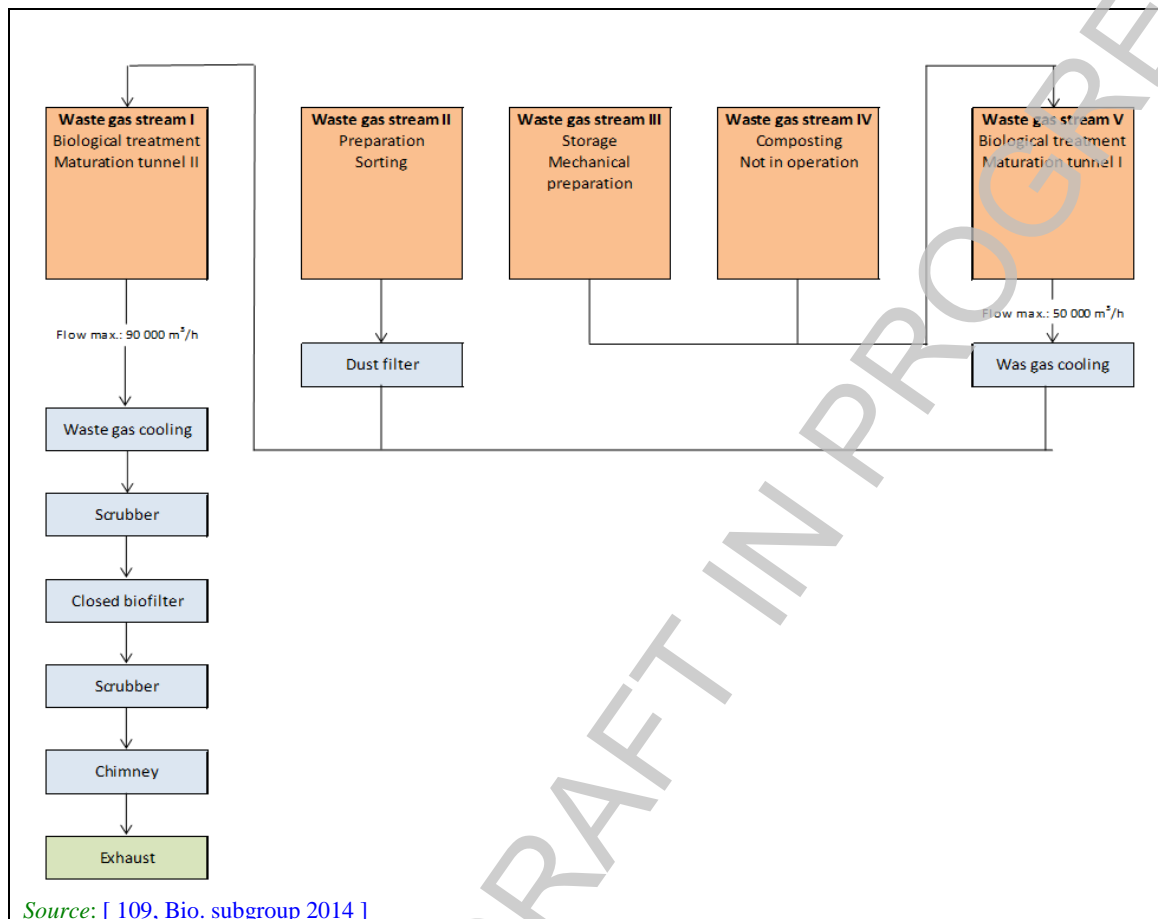 Waste gas stream I
Biological treatment
Maturation tunnel II
Waste gas stream II
Preparation
Sorting
Waste gas stream III
Storage
Mechanical
preparation
Waste gas stream IV
Composting
Not in operation
Waste gas stream V
Biological treatment
Maturation tunnel I
Flow max.: 90 000 m³/h
Flow max.: 50 000 m³/h
Dust filter
Was gas cooling
Waste gas cooling
Scrubber
Closed biofilter
Scrubber
Chimney
Exhaust
Source: [ 109, Bio. subgroup 2014 ]
DRAFT IN PROGRE